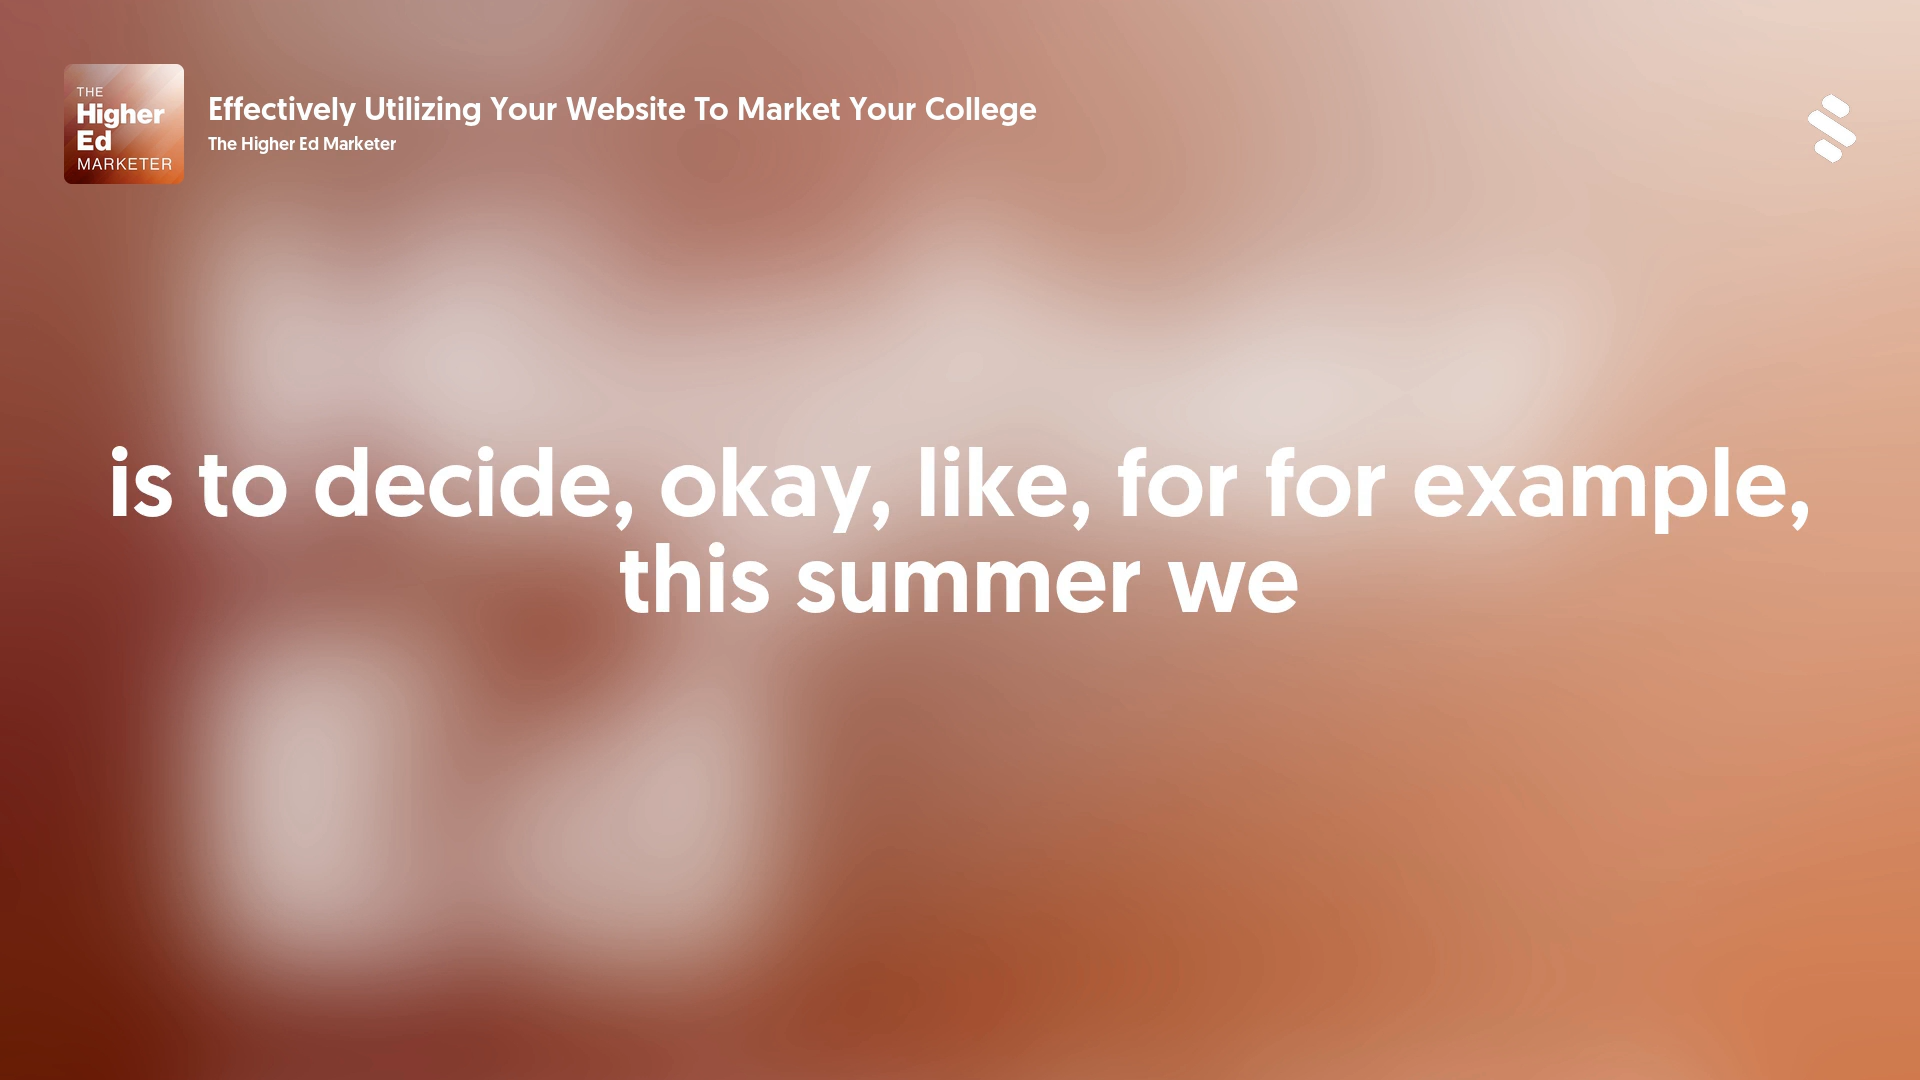 THE
Higher
Ed
MARKETER
Effectively Utilizing Your Website To Market Your College
The Higher Ed Marketer
is to decide, okay, like, for for example,
this summer we